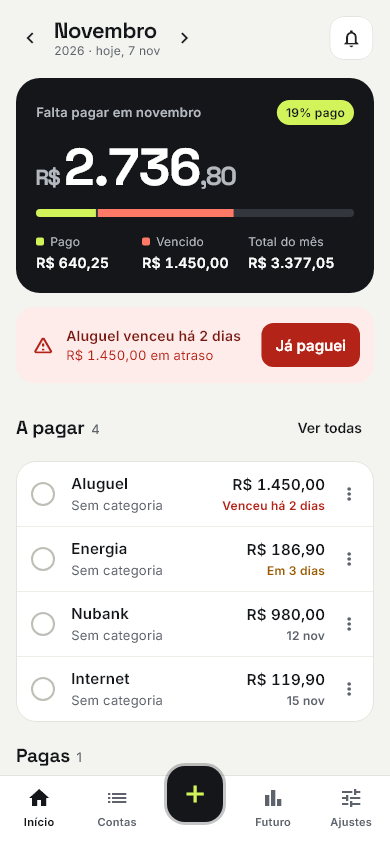 Novembro
2026 · hoje, 7 nov
Falta pagar em novembro
19% pago
R$ 2.736,80
Pago
Vencido
Total do mês
R$ 640,25
R$ 1.450,00
R$ 3.377,05
Aluguel venceu há 2 dias
R$ 1.450,00 em atraso
Já paguei
A pagar 4
Ver todas
Aluguel
R$ 1.450,00
Sem categoria
Venceu há 2 dias
Energia
R$ 186,90
Sem categoria
Em 3 dias
Nubank
R$ 980,00
Sem categoria
12 nov
Internet
R$ 119,90
Sem categoria
15 nov
Pagas 1
Início
Contas
Futuro
Ajustes